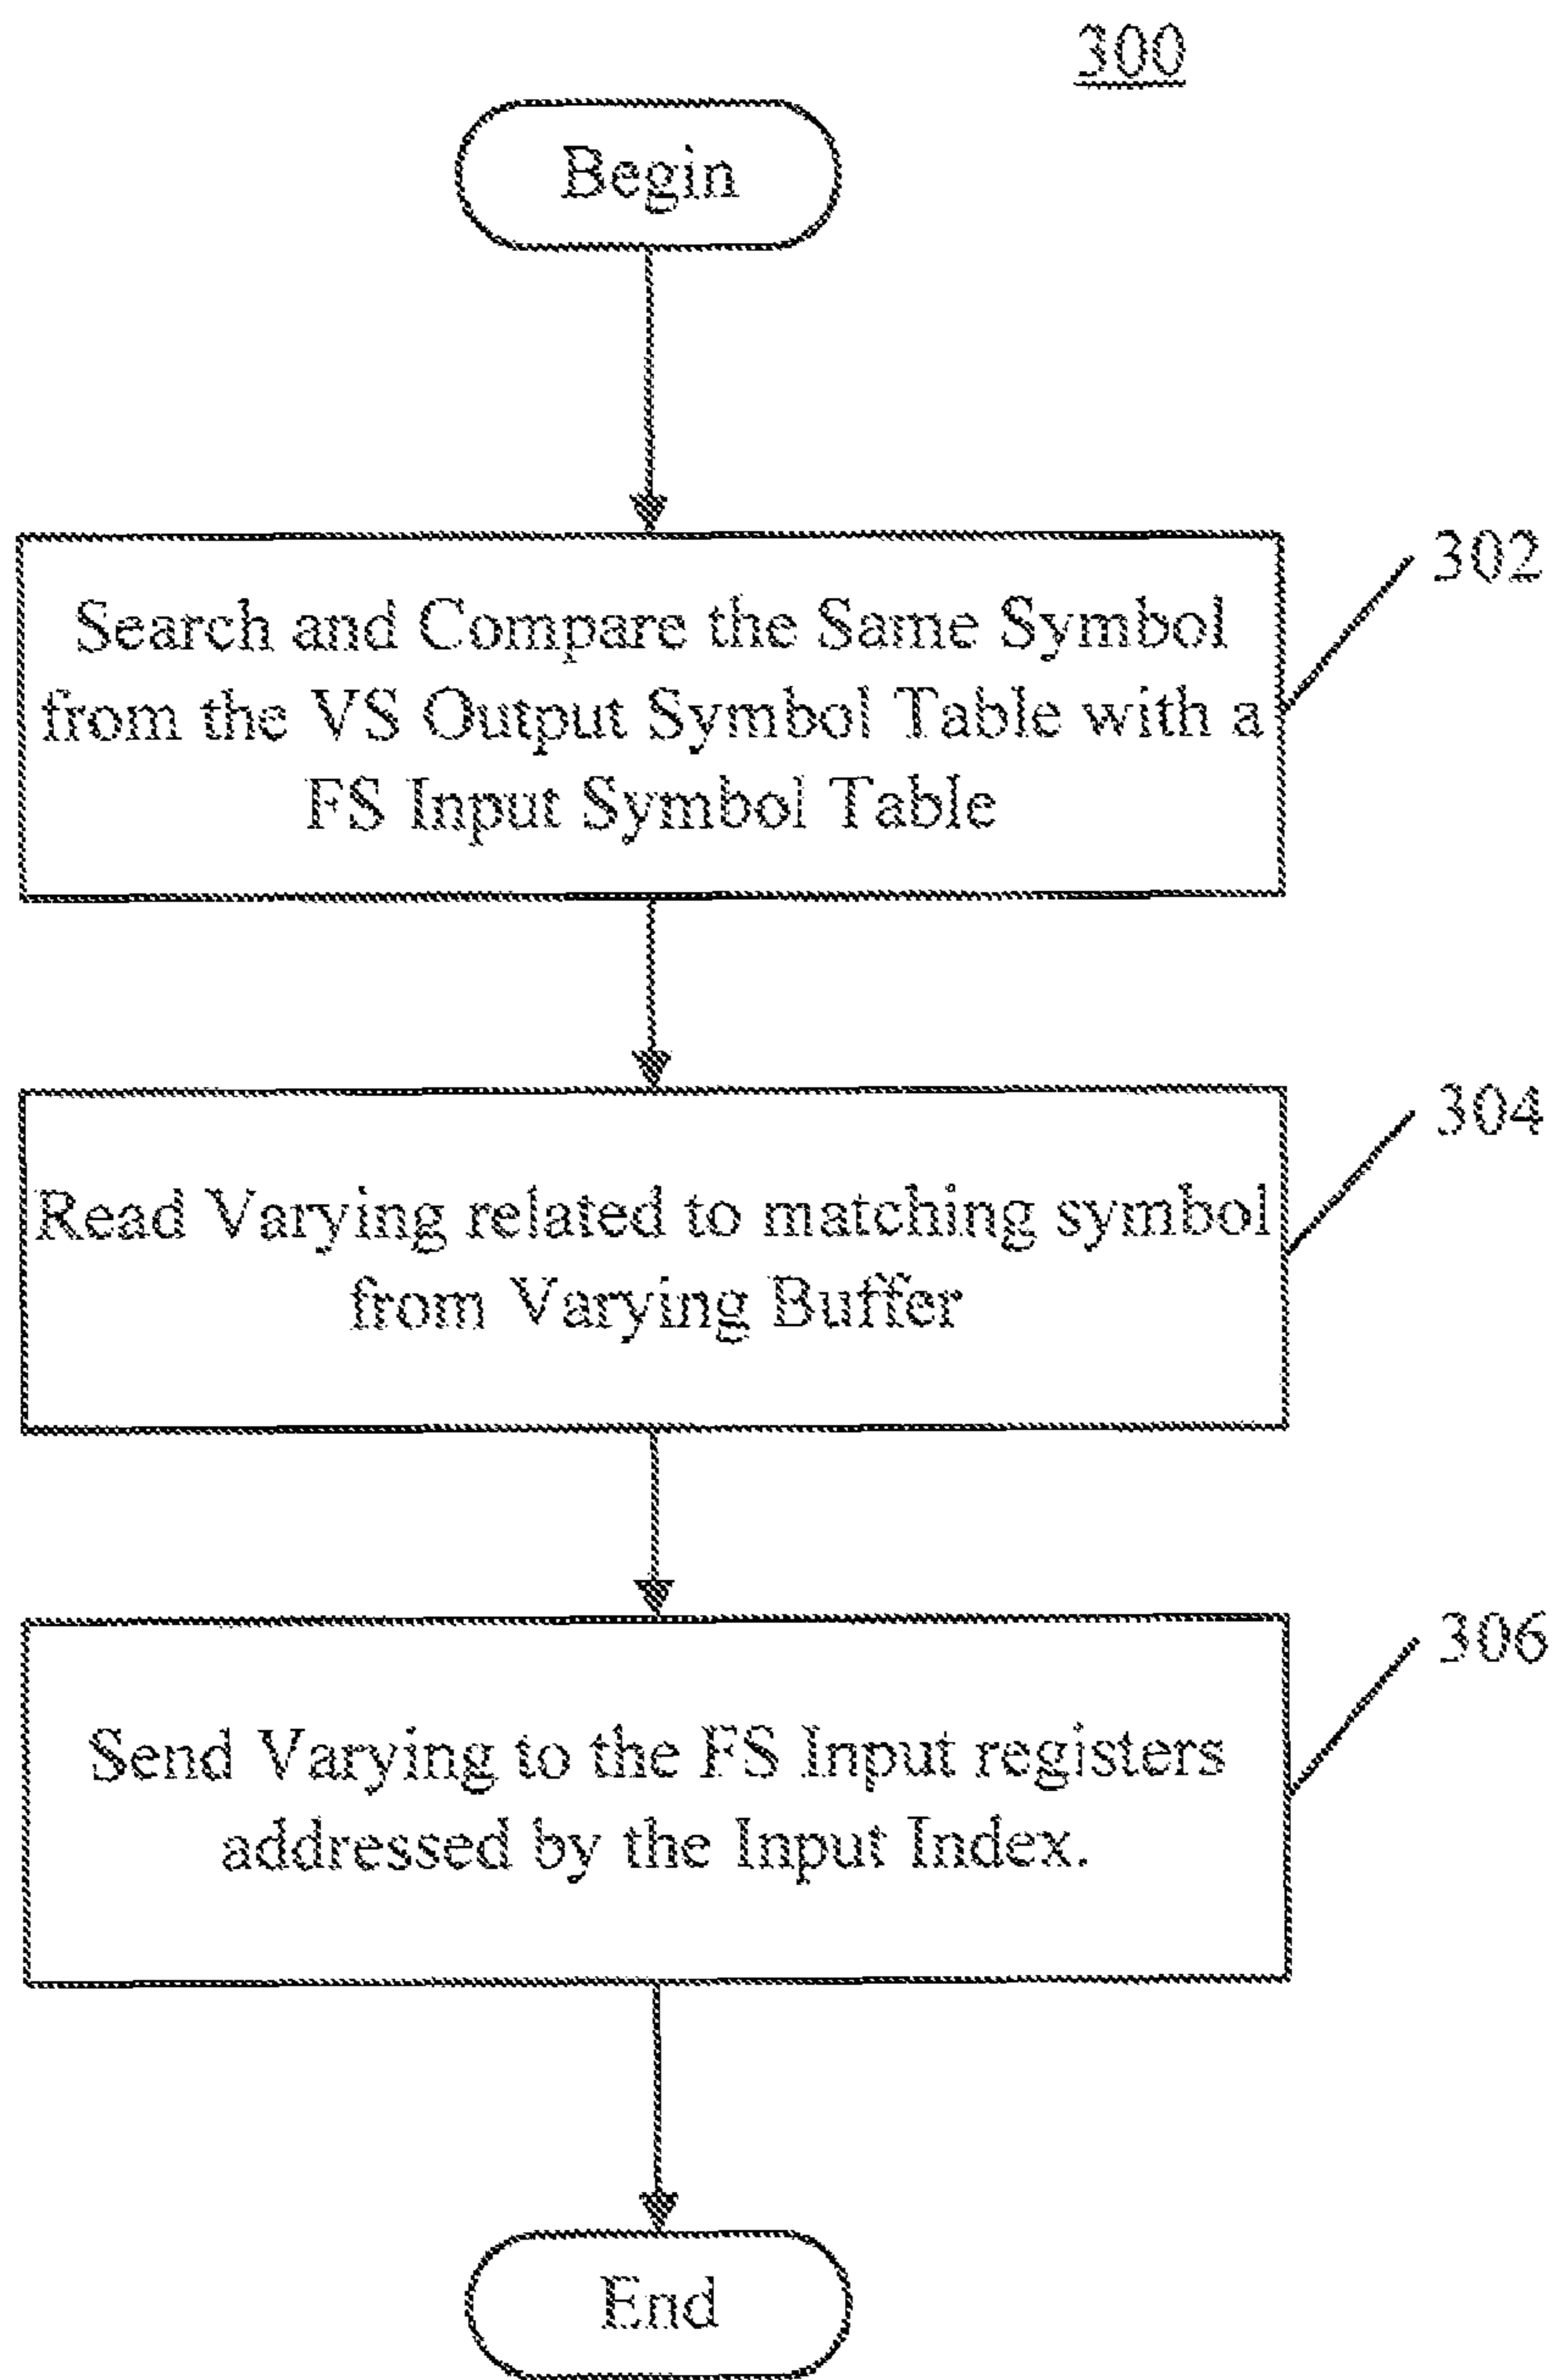 300
Begin
Search and Compare the Same Symbol
from the VS Output Symbol Table with a
FS Input Symbol Table
302
Read Varying related to matching symbol
from Varying Buffer
304
Send Varying to the FS Input registers
addressed by the Input Index.
306
End